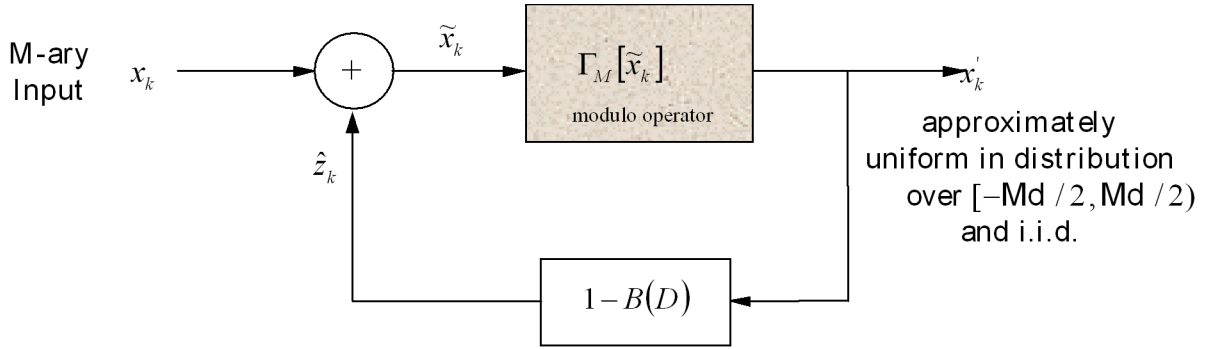 M-ary
Input
x_k
+
x̃_k
Γ_M[x̃_k]
modulo operator
x_k'
approximately
uniform in distribution
over [−Md /2, Md /2)
and i.i.d.
ẑ_k
1−B(D)